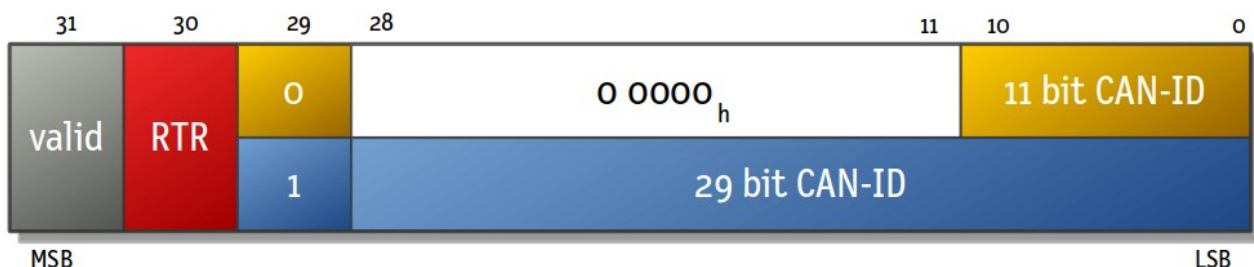 31 30 29 28 11 10 0
valid RTR 0 0 0000h 11 bit CAN-ID
1 29 bit CAN-ID
MSB LSB